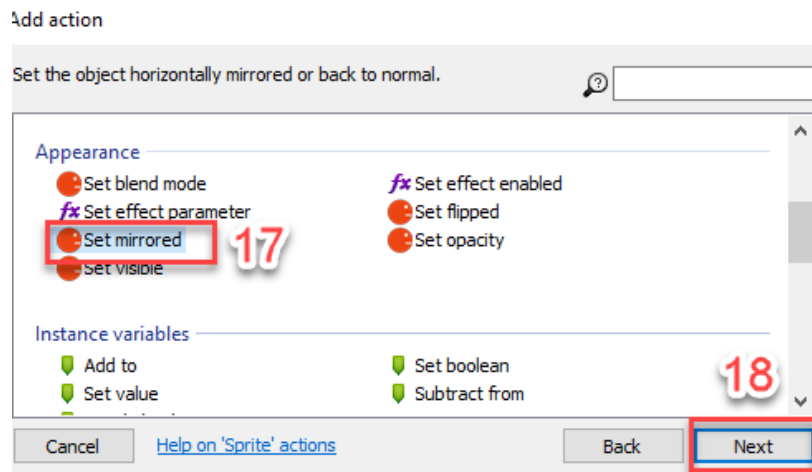 Add action
Set the object horizontally mirrored or back to normal.
Appearance
Set blend mode
fx Set effect enabled
fx Set effect parameter
Set flipped
Set mirrored
17
Set opacity
Set visible
Instance variables
Add to
Set boolean
Set value
Subtract from
18
Cancel
Help on 'Sprite' actions
Back
Next